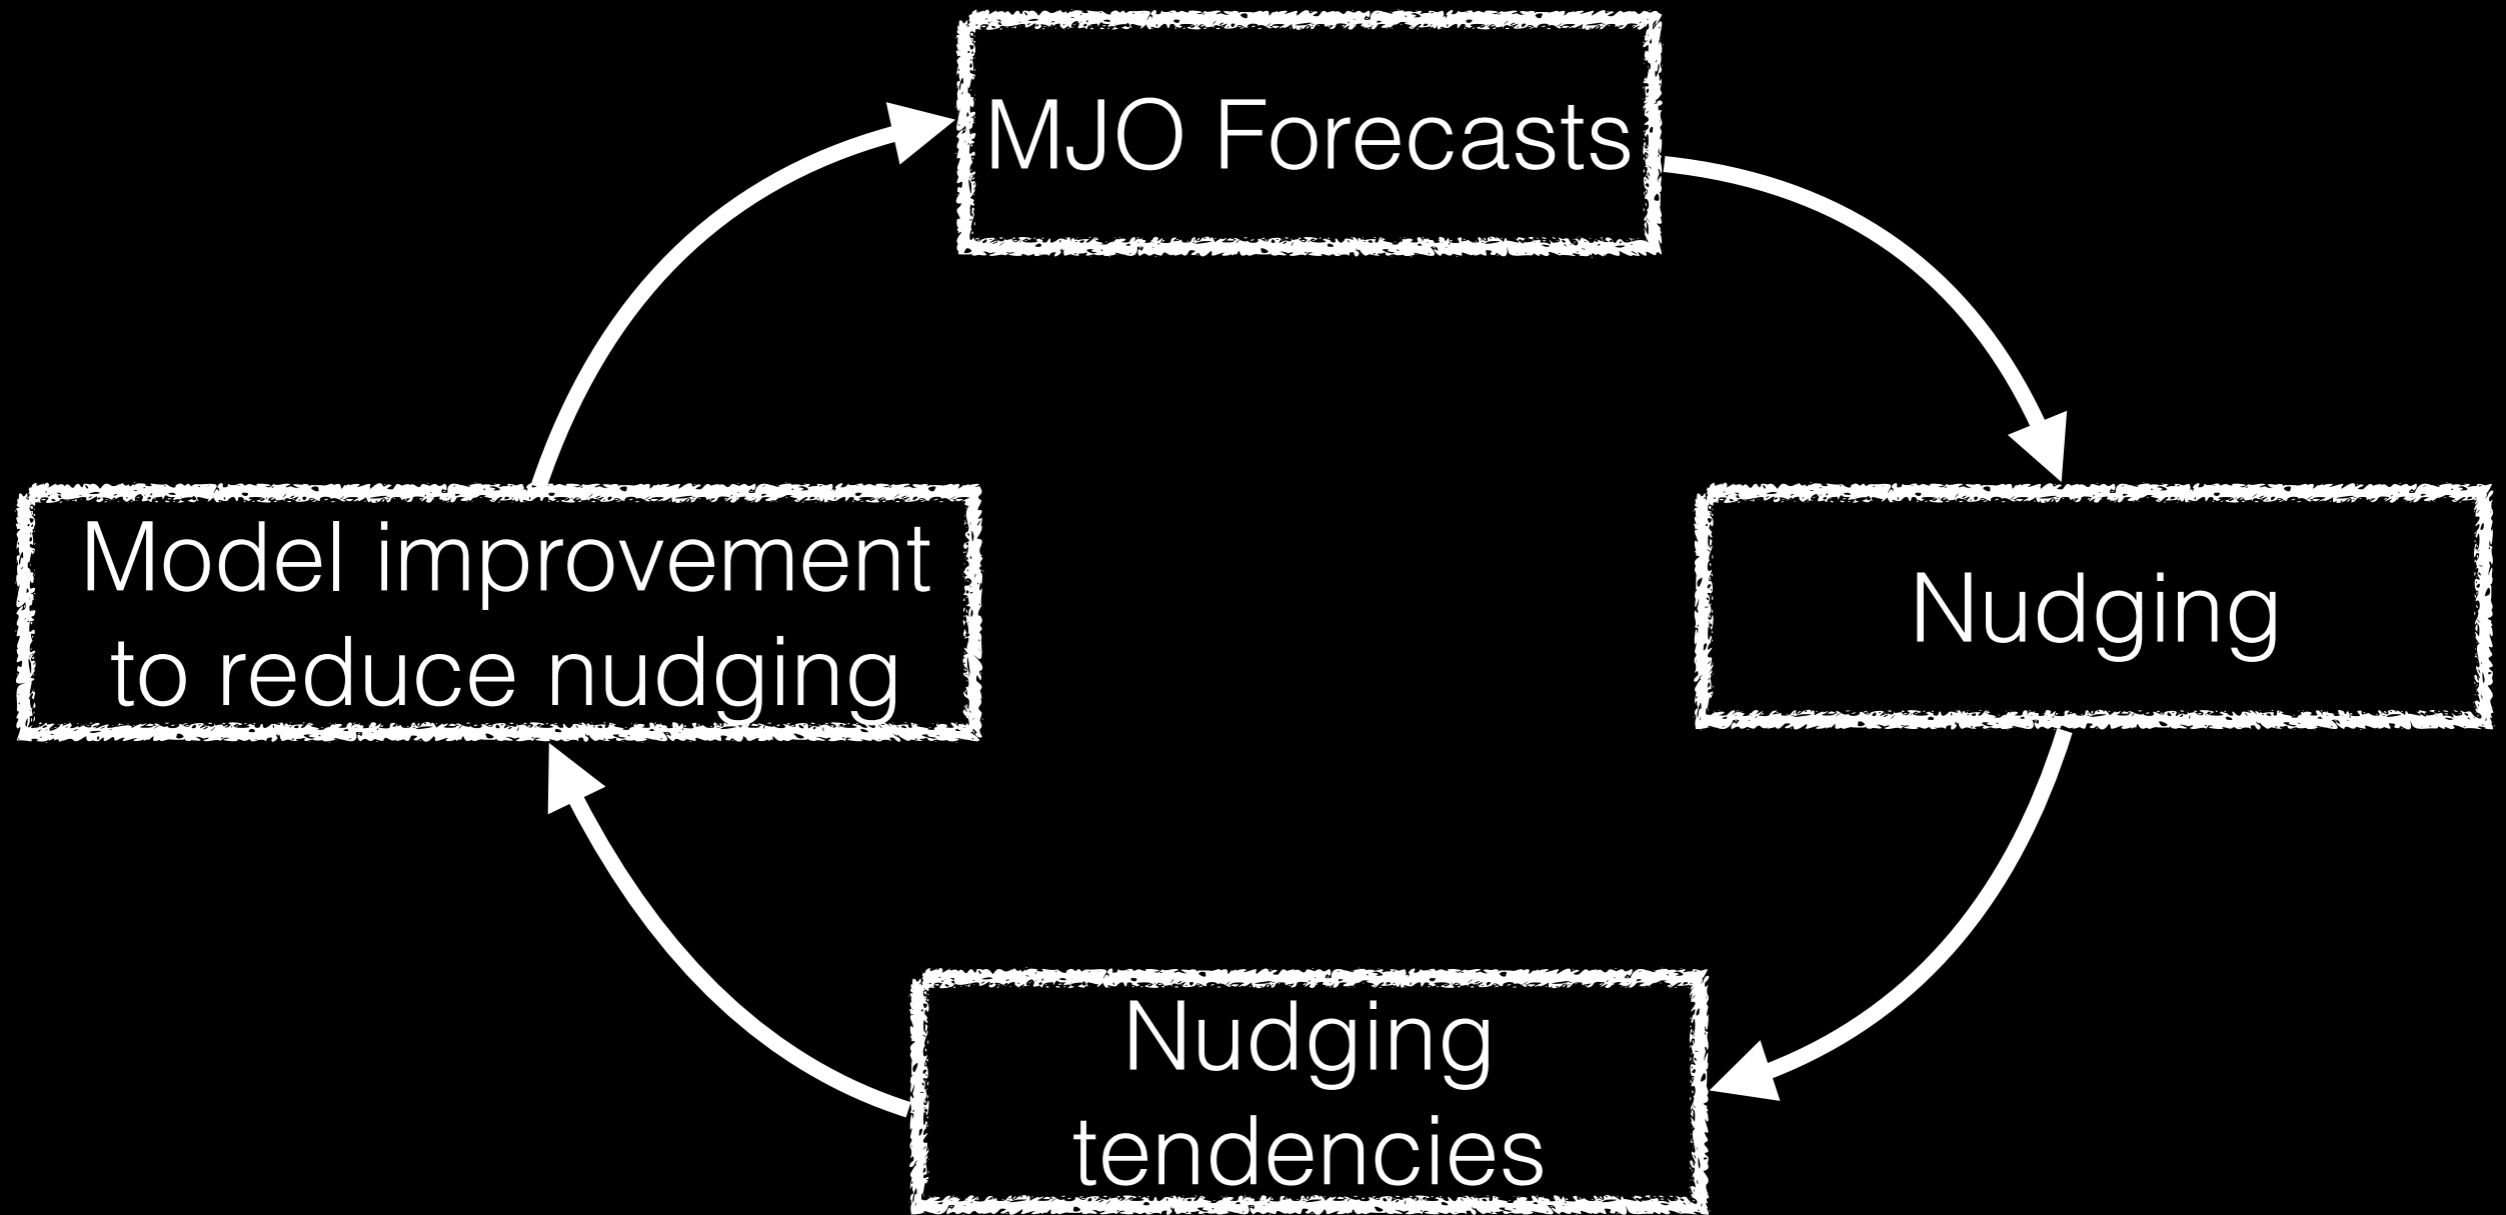 MJO Forecasts
Model improvement
to reduce nudging
Nudging
Nudging
tendencies